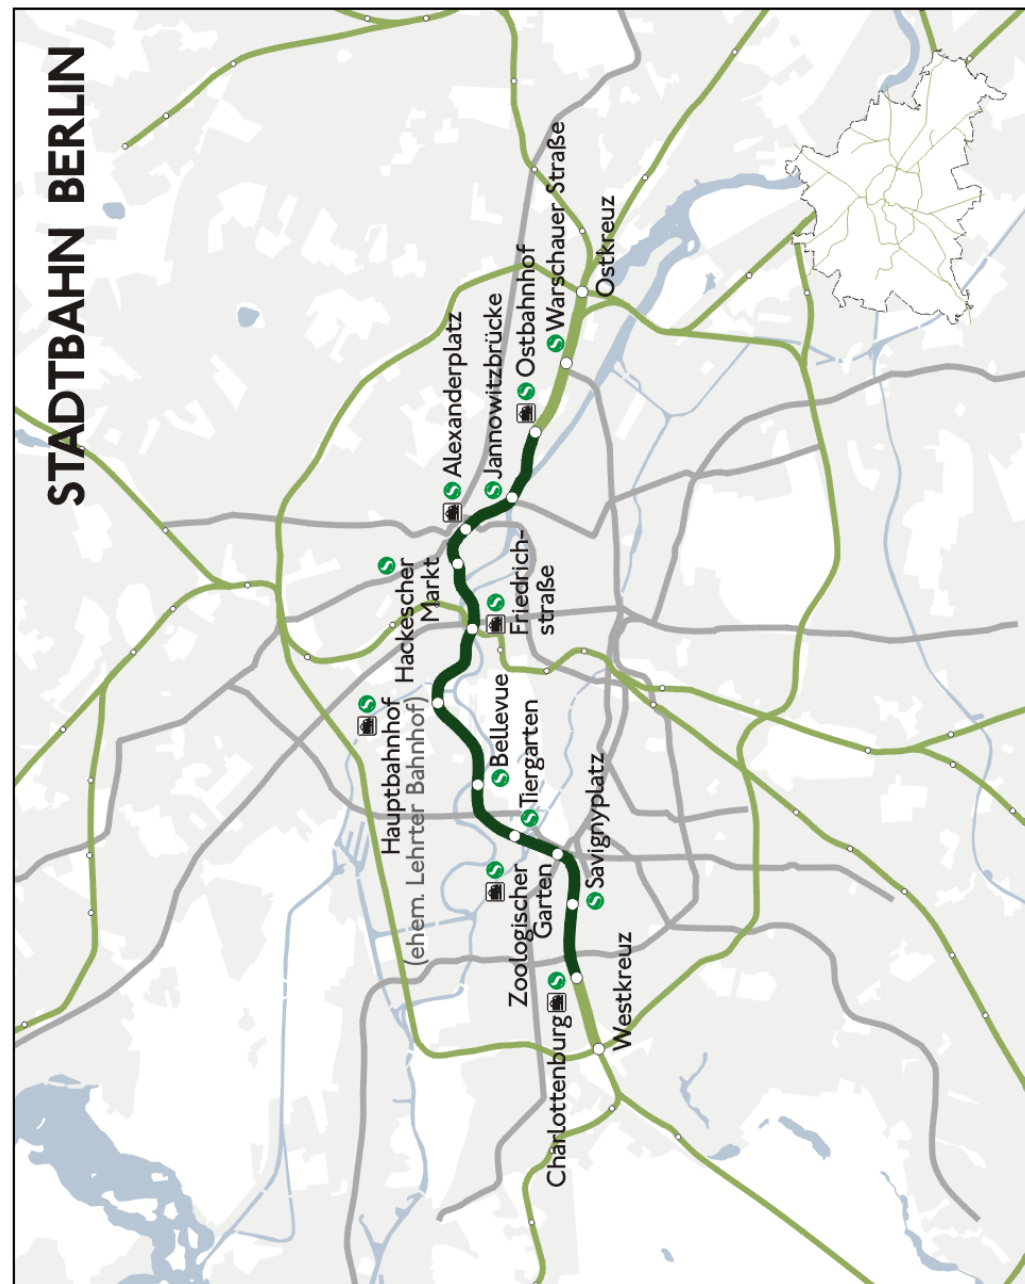 STADTBAHN BERLIN
Charlottenburg
Westkreuz
Zoologischer
Garten
Savignyplatz
Tiergarten
Bellevue
Hauptbahnhof
(ehem. Lehrter Bahnhof)
Friedrich-
straße
Hackescher
Markt
Alexanderplatz
Jannowitzbrücke
Ostbahnhof
Warschauer Straße
Ostkreuz